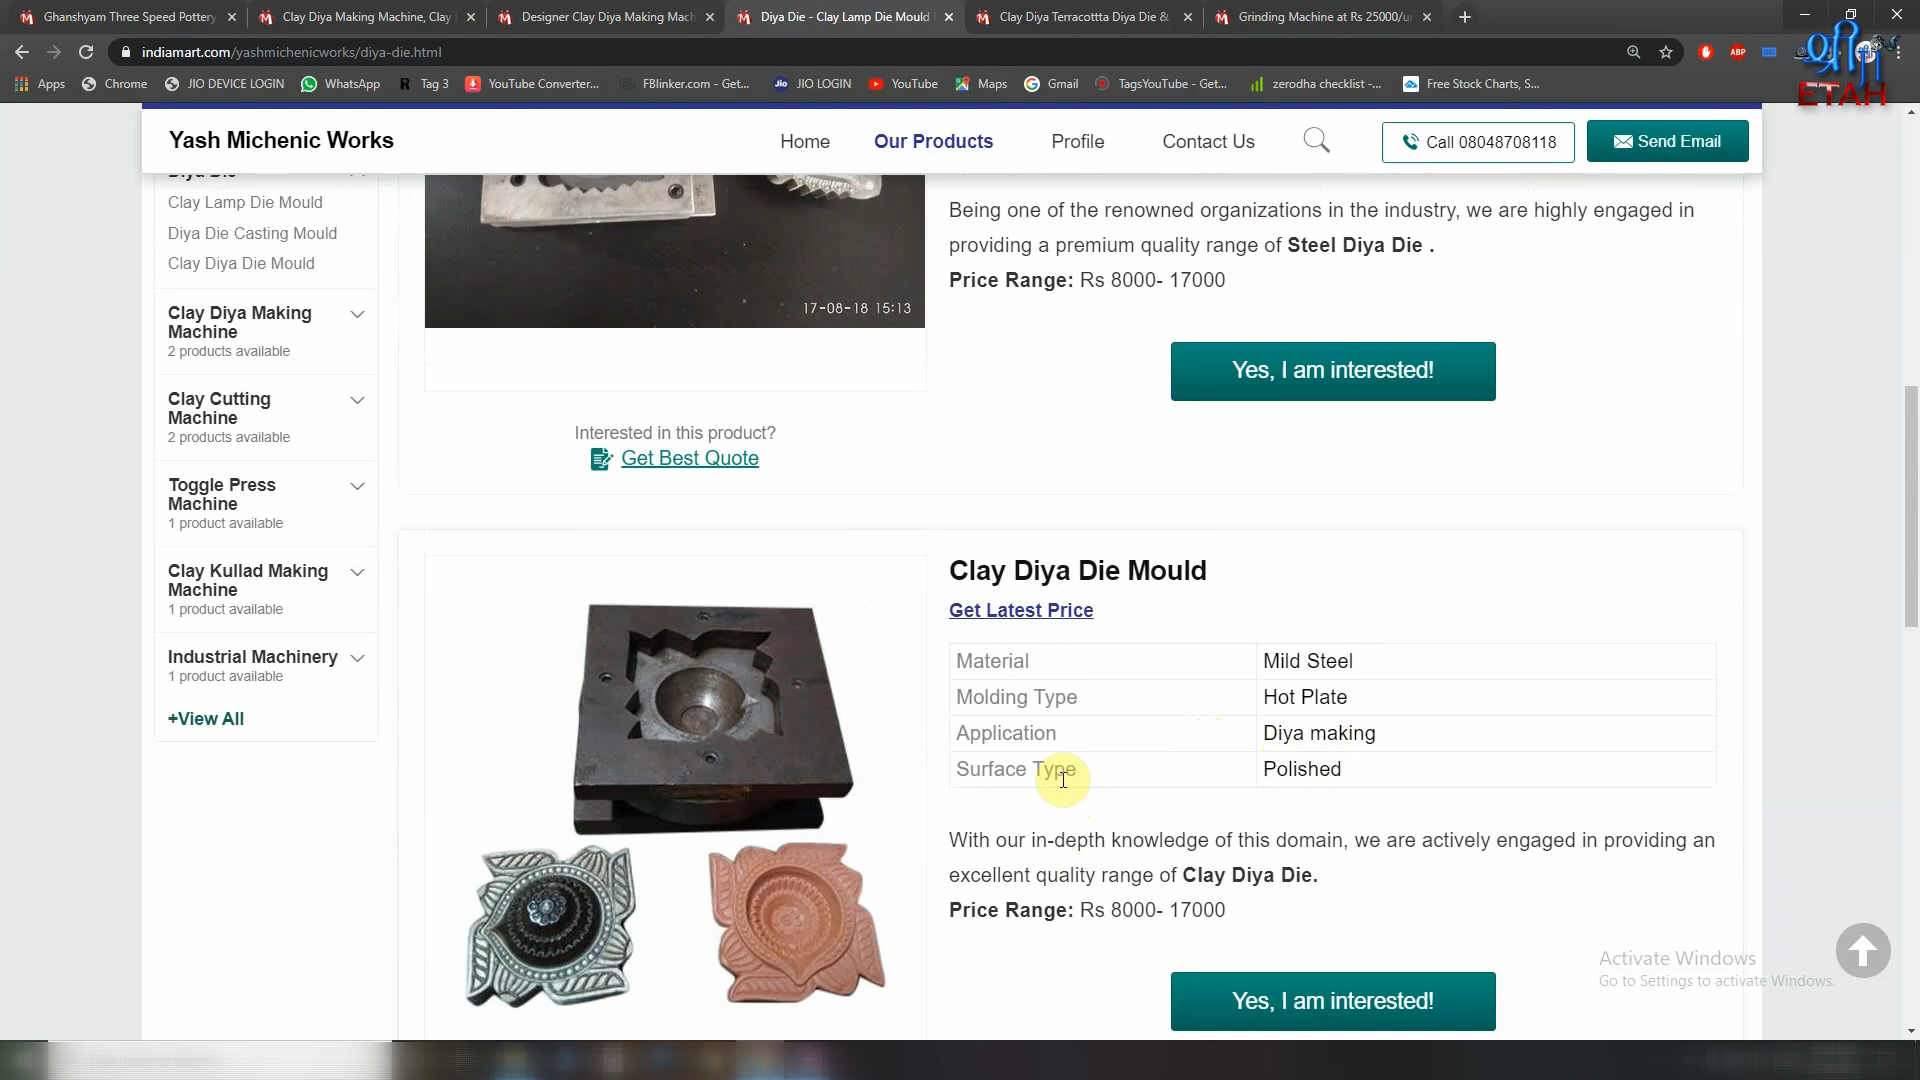 Ghanshyam Three Speed Pottery
Clay Diya Making Machine, Clay
Designer Clay Diya Making Mach
Diya Die - Clay Lamp Die Mould
Clay Diya Terracottta Diya Die &
Grinding Machine at Rs 25000/u
indiamart.com/yashmichenicworks/diya-die.html
ABP
श्रीजी
ETAH
Apps
Chrome
JIO DEVICE LOGIN
WhatsApp
Tag 3
YouTube Converter...
FBlinker.com - Get...
Jio
JIO LOGIN
YouTube
Maps
Gmail
TagsYouTube - Get...
zerodha checklist -...
Free Stock Charts, S...
Yash Michenic Works
Home
Our Products
Profile
Contact Us
Call 08048708118
Send Email
Diya Die
Clay Lamp Die Mould
Diya Die Casting Mould
Clay Diya Die Mould
Clay Diya Making
Machine
2 products available
Clay Cutting
Machine
2 products available
Toggle Press
Machine
1 product available
Clay Kullad Making
Machine
1 product available
Industrial Machinery
1 product available
+View All
17-08-18 15:13
Interested in this product?
Get Best Quote
Being one of the renowned organizations in the industry, we are highly engaged in
providing a premium quality range of Steel Diya Die .
Price Range: Rs 8000- 17000
Yes, I am interested!
Clay Diya Die Mould
Get Latest Price
Material Mild Steel
Molding Type Hot Plate
Application Diya making
Surface Type Polished
With our in-depth knowledge of this domain, we are actively engaged in providing an
excellent quality range of Clay Diya Die.
Price Range: Rs 8000- 17000
Yes, I am interested!
Activate Windows
Go to Settings to activate Windows.